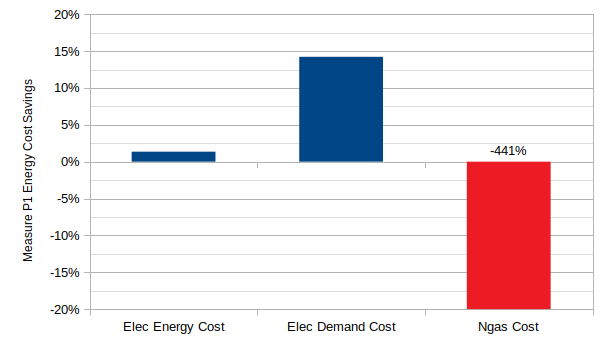 Measure P1 Energy Cost Savings
20%
15%
10%
5%
0%
-5%
-10%
-15%
-20%
-441%
Elec Energy Cost
Elec Demand Cost
Ngas Cost